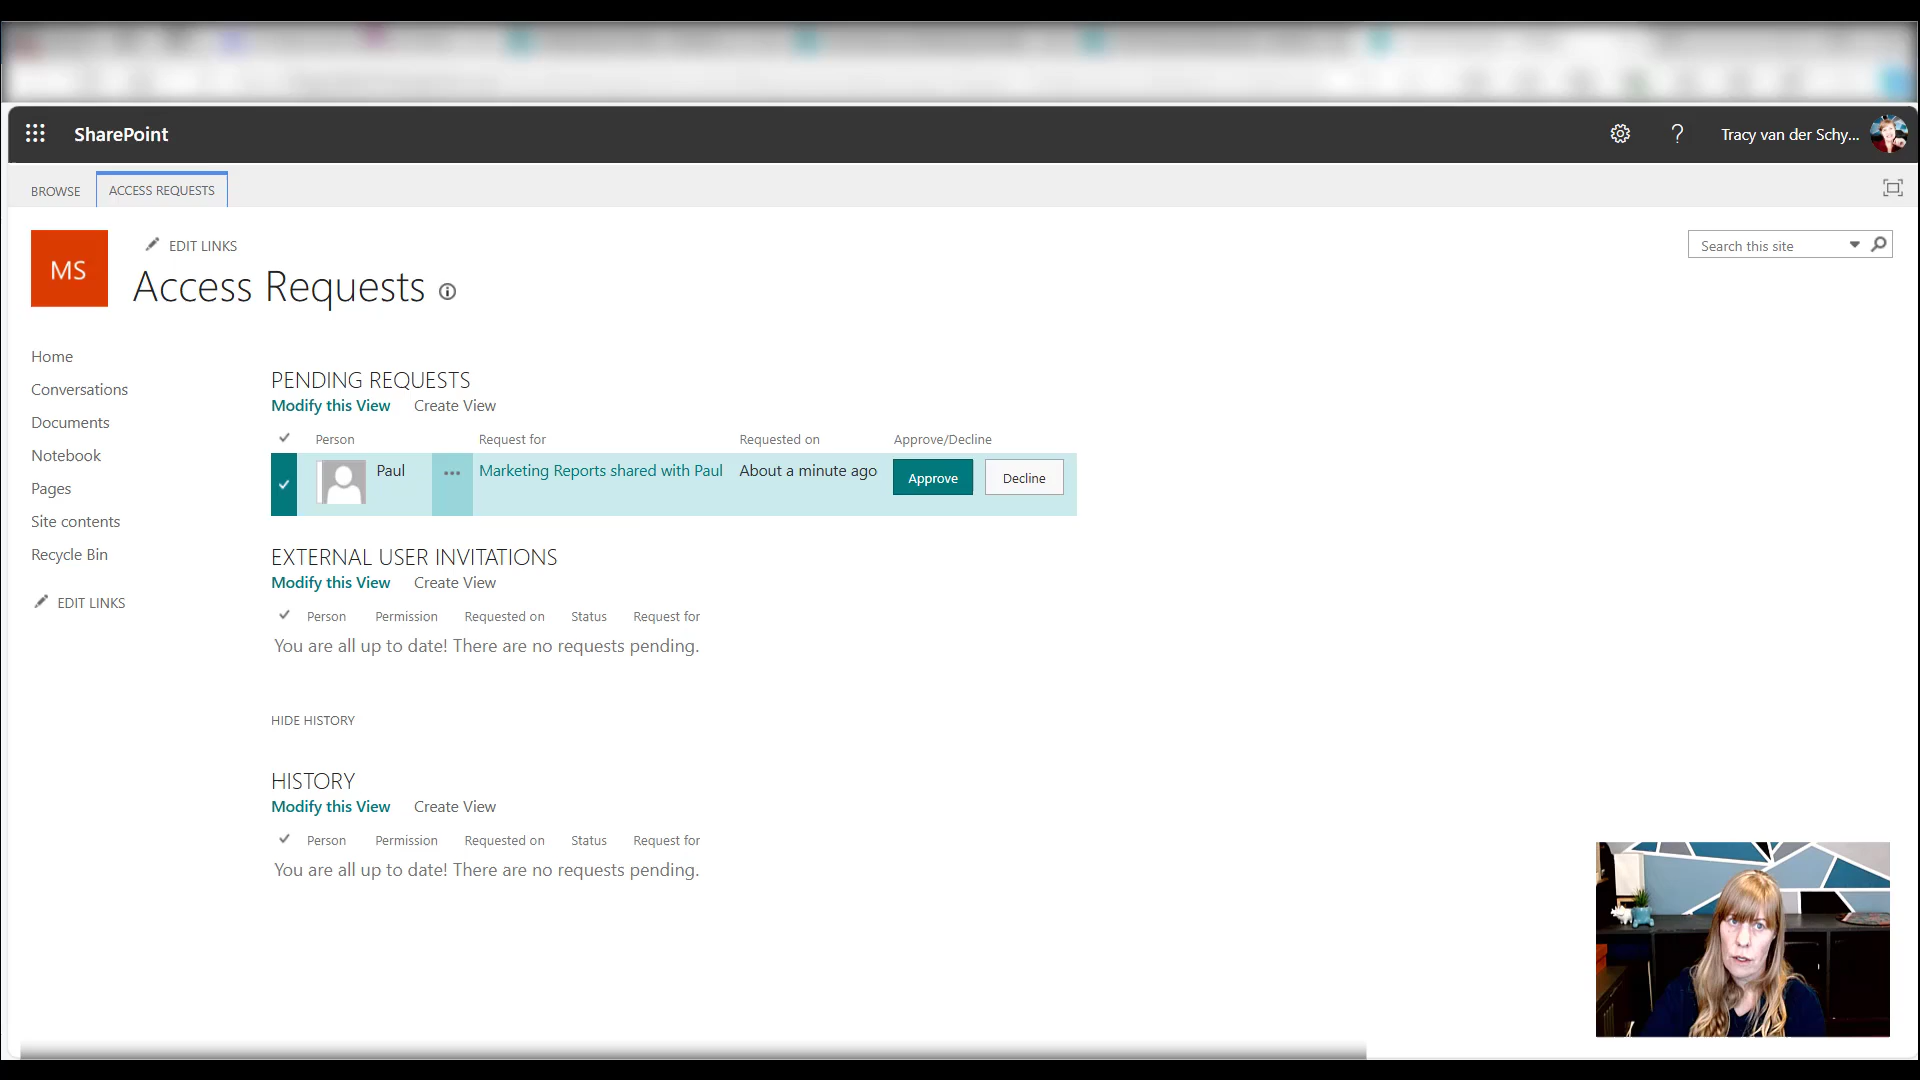 SharePoint
?
Tracy van der Schy...
BROWSE
ACCESS REQUESTS
MS
EDIT LINKS
Search this site
Access Requests
Home
Conversations
Documents
Notebook
Pages
Site contents
Recycle Bin
EDIT LINKS
PENDING REQUESTS
Modify this View Create View
Person Request for Requested on Approve/Decline
Paul ... Marketing Reports shared with Paul About a minute ago Approve Decline
EXTERNAL USER INVITATIONS
Modify this View Create View
Person Permission Requested on Status Request for
You are all up to date! There are no requests pending.
HIDE HISTORY
HISTORY
Modify this View Create View
Person Permission Requested on Status Request for
You are all up to date! There are no requests pending.